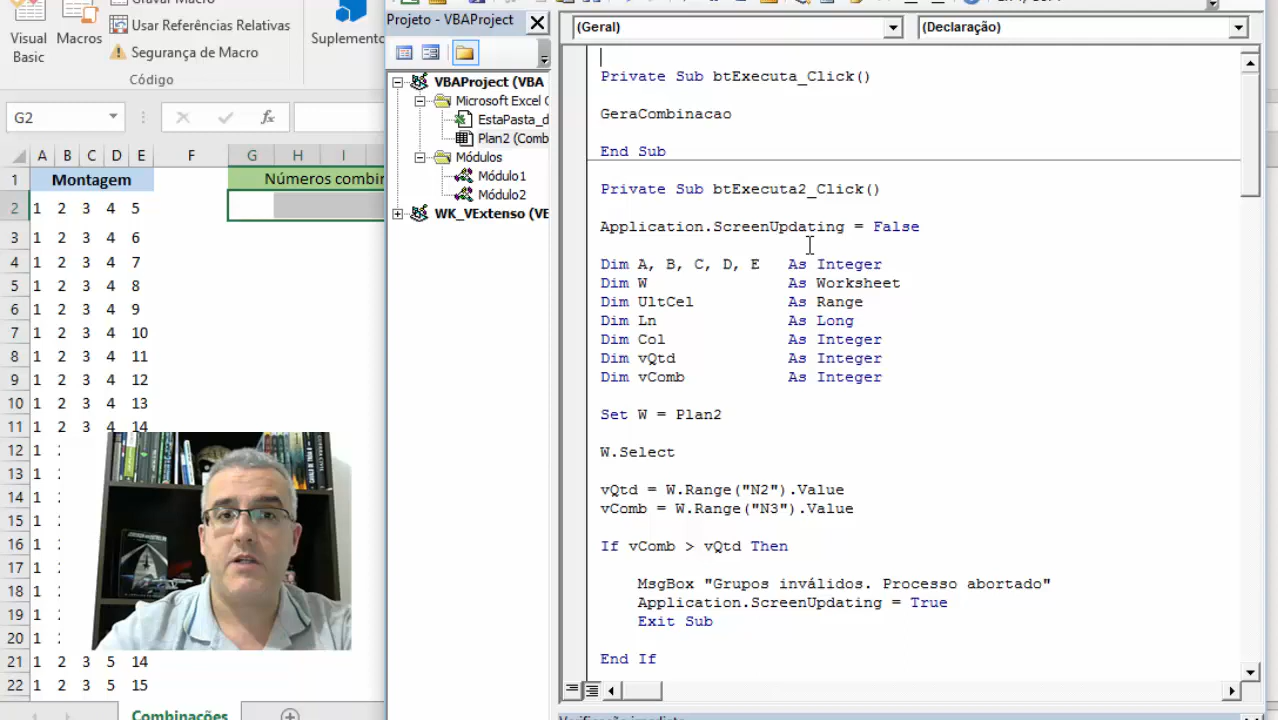 Gravar Macro
Usar Referências Relativas
Segurança de Macro
Visual
Basic
Macros
Suplemento
Código
G2
fx
A B C D E F G H I
1 Montagem Números combin
2 1 2 3 4 5
3 1 2 3 4 6
4 1 2 3 4 7
5 1 2 3 4 8
6 1 2 3 4 9
7 1 2 3 4 10
8 1 2 3 4 11
9 1 2 3 4 12
10 1 2 3 4 13
11 1 2 3 4 14
12 1
13 1
14 1
15 1
16 1
17 1
18 1
19 1
20 1
21 1 2 3 5 14
22 1 2 3 5 15
Combinações
Projeto - VBAProject
VBAProject (VBA
Microsoft Excel O
EstaPasta_d
Plan2 (Comb
Módulos
Módulo1
Módulo2
WK_VExtenso (VE
(Geral)
(Declaração)
Private Sub btExecuta_Click()
GeraCombinacao
End Sub
Private Sub btExecuta2_Click()
Application.ScreenUpdating = False
Dim A, B, C, D, E As Integer
Dim W As Worksheet
Dim UltCel As Range
Dim Ln As Long
Dim Col As Integer
Dim vQtd As Integer
Dim vComb As Integer
Set W = Plan2
W.Select
vQtd = W.Range("N2").Value
vComb = W.Range("N3").Value
If vComb > vQtd Then
MsgBox "Grupos inválidos. Processo abortado"
Application.ScreenUpdating = True
Exit Sub
End If